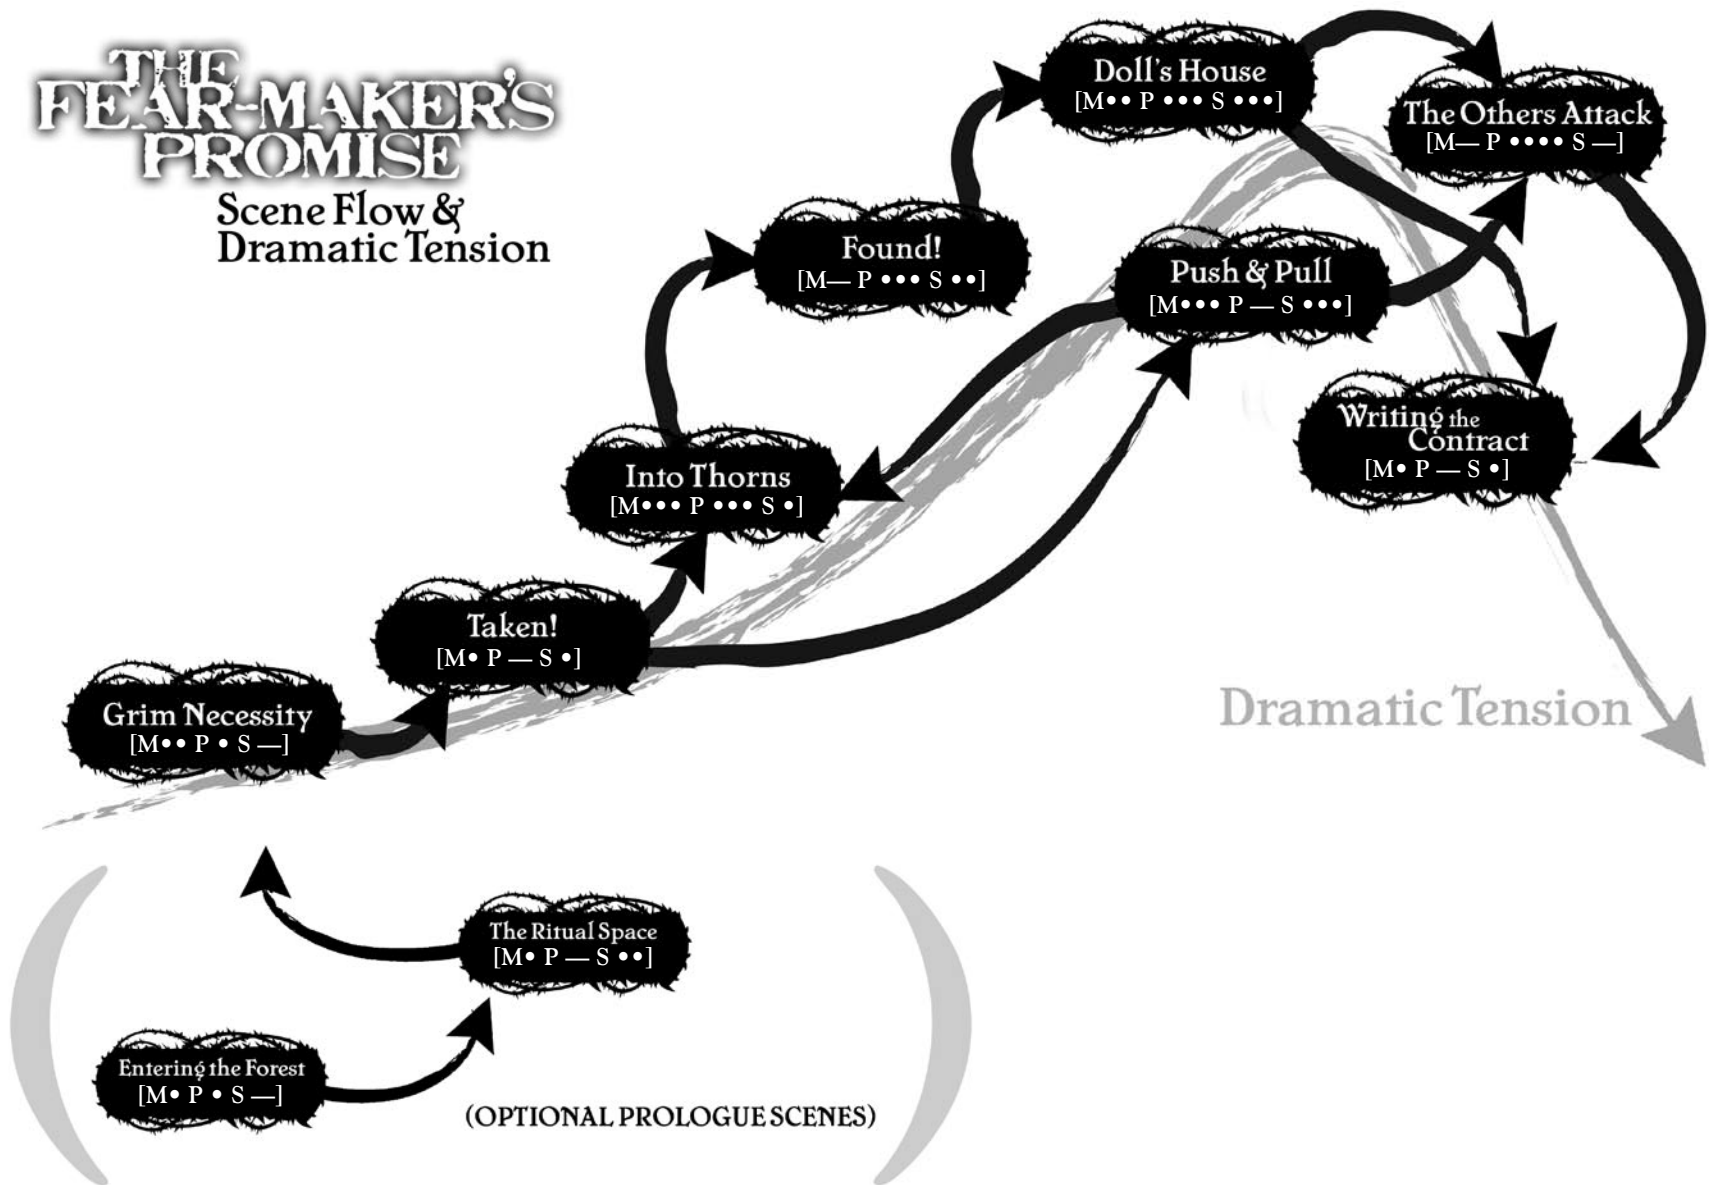 THE
FEAR-MAKER'S
PROMISE
Scene Flow &
Dramatic Tension
Doll's House
[M•• P ••• S •••]
The Others Attack
[M— P •••• S —]
Found!
[M— P ••• S ••]
Push & Pull
[M••• P — S •••]
Writing the
Contract
[M• P — S •]
Into Thorns
[M••• P ••• S •]
Taken!
[M• P — S •]
Grim Necessity
[M•• P • S —]
Dramatic Tension
The Ritual Space
[M• P — S ••]
Entering the Forest
[M• P • S —]
(OPTIONAL PROLOGUE SCENES)